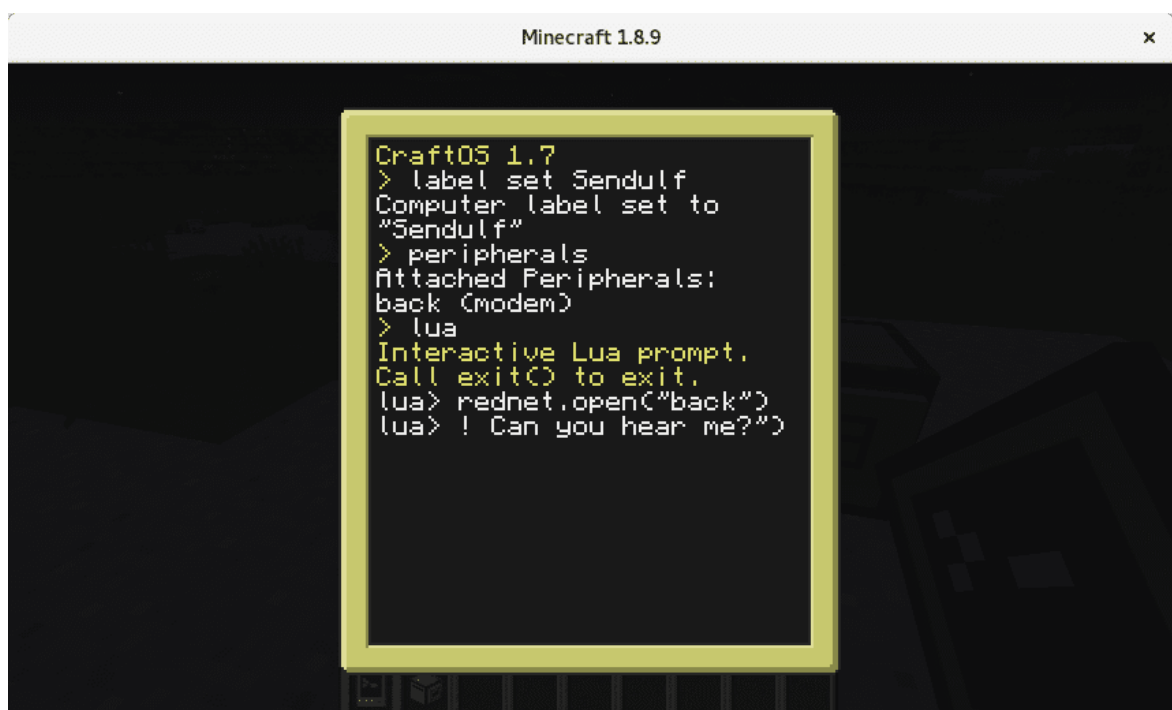 Minecraft 1.8.9
CraftOS 1.7
> label set Sendulf
Computer label set to
"Sendulf"
> peripherals
Attached Peripherals:
back (modem)
> lua
Interactive Lua prompt.
Call exit() to exit.
lua> rednet.open("back")
lua> ! Can you hear me?")